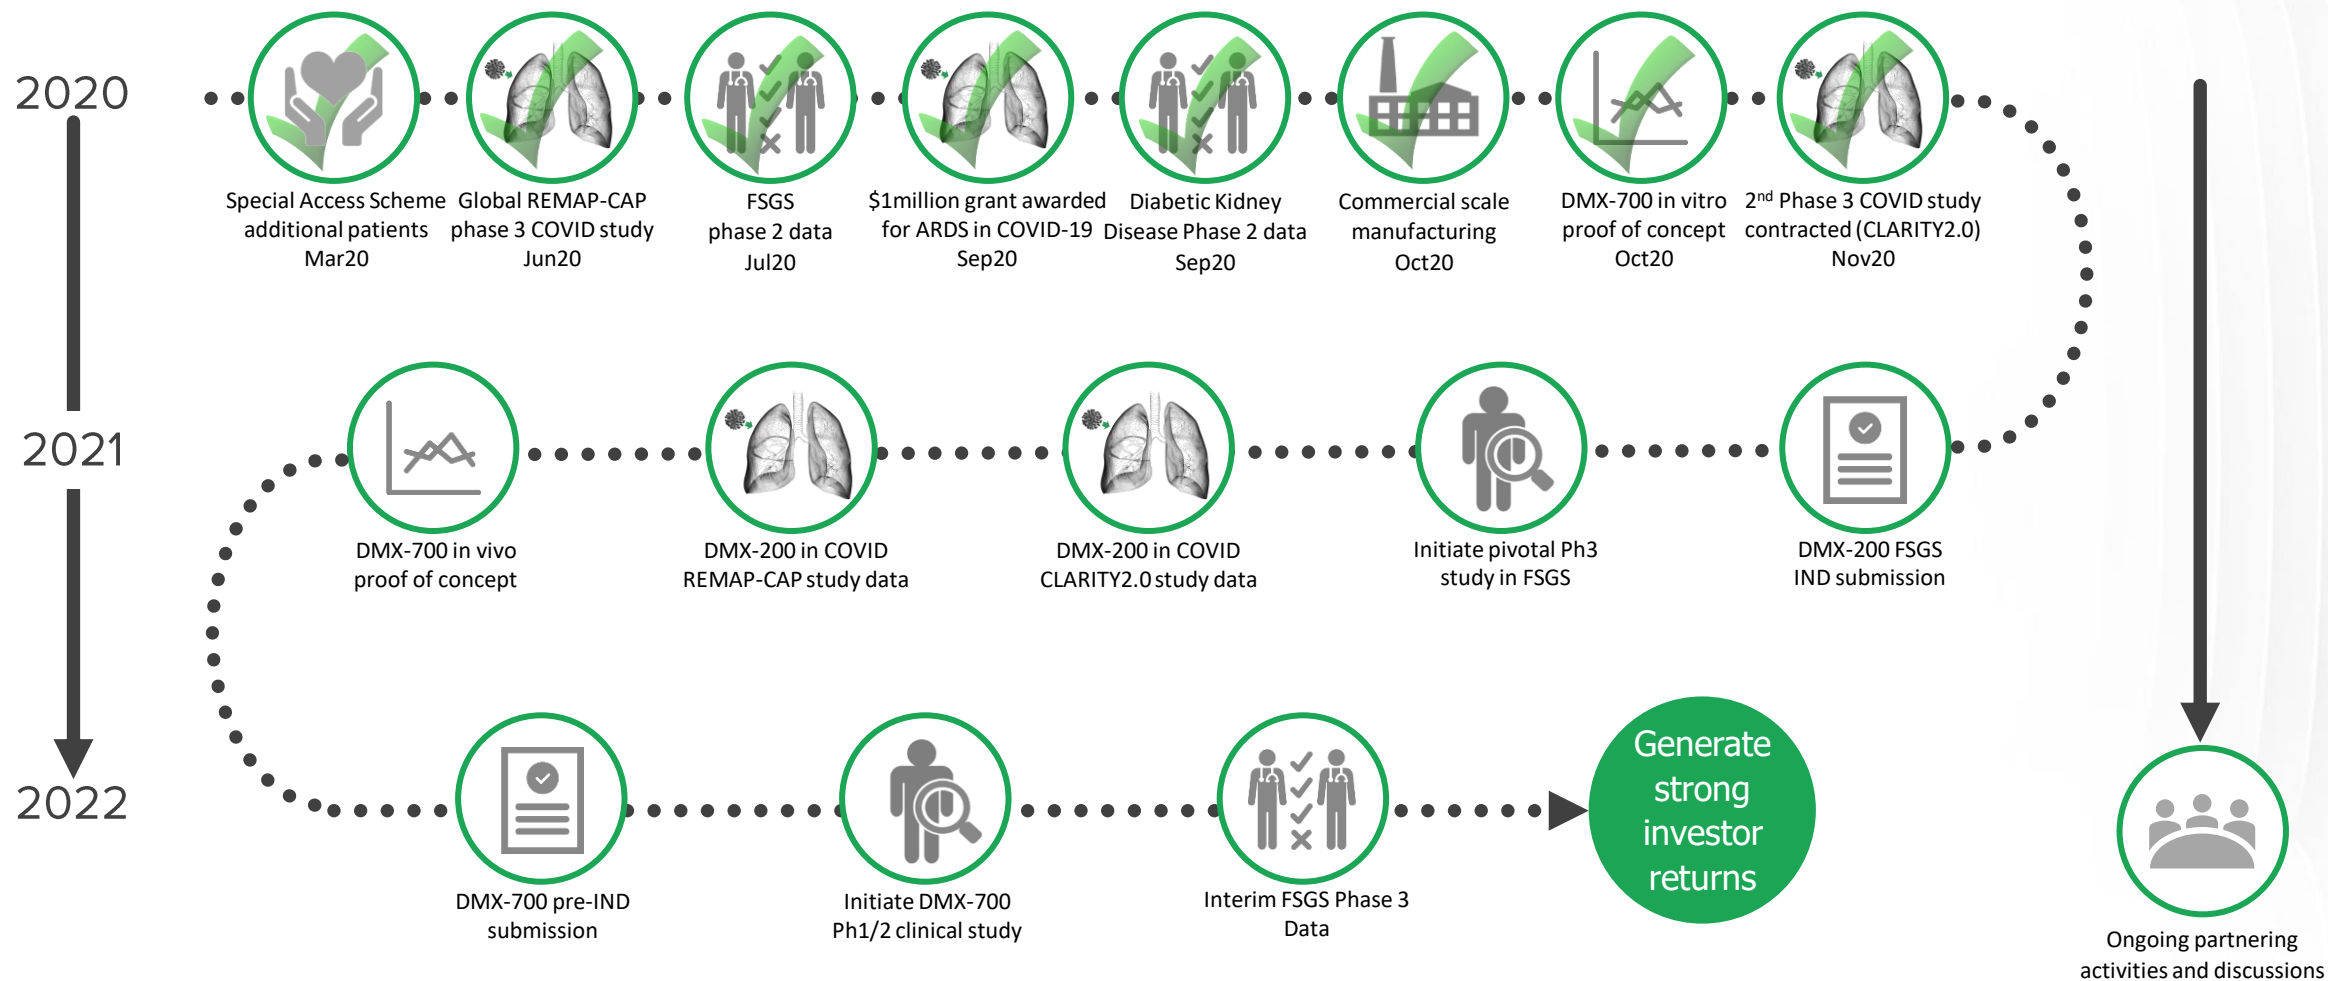 2020
Special Access Scheme
additional patients
Mar20
Global REMAP-CAP
phase 3 COVID study
Jun20
FSGS
phase 2 data
Jul20
$1million grant awarded
for ARDS in COVID-19
Sep20
Diabetic Kidney
Disease Phase 2 data
Sep20
Commercial scale
manufacturing
Oct20
DMX-700 in vitro
proof of concept
Oct20
2nd Phase 3 COVID study
contracted (CLARITY2.0)
Nov20
2021
DMX-700 in vivo
proof of concept
DMX-200 in COVID
REMAP-CAP study data
DMX-200 in COVID
CLARITY2.0 study data
Initiate pivotal Ph3
study in FSGS
DMX-200 FSGS
IND submission
2022
DMX-700 pre-IND
submission
Initiate DMX-700
Ph1/2 clinical study
Interim FSGS Phase 3
Data
Generate
strong
investor
returns
Ongoing partnering
activities and discussions